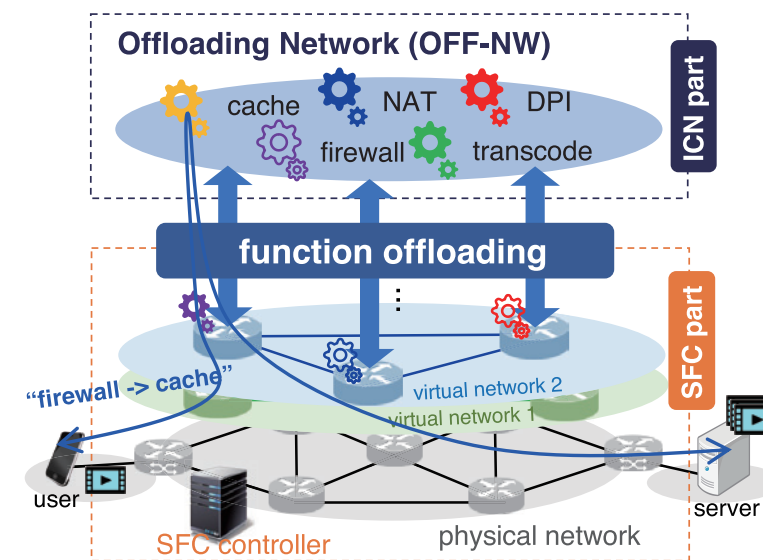 Offloading Network (OFF-NW)
cache
NAT
DPI
firewall
transcode
ICN part
function offloading
SFC part
"firewall -> cache"
virtual network 2
virtual network 1
user
server
SFC controller
physical network